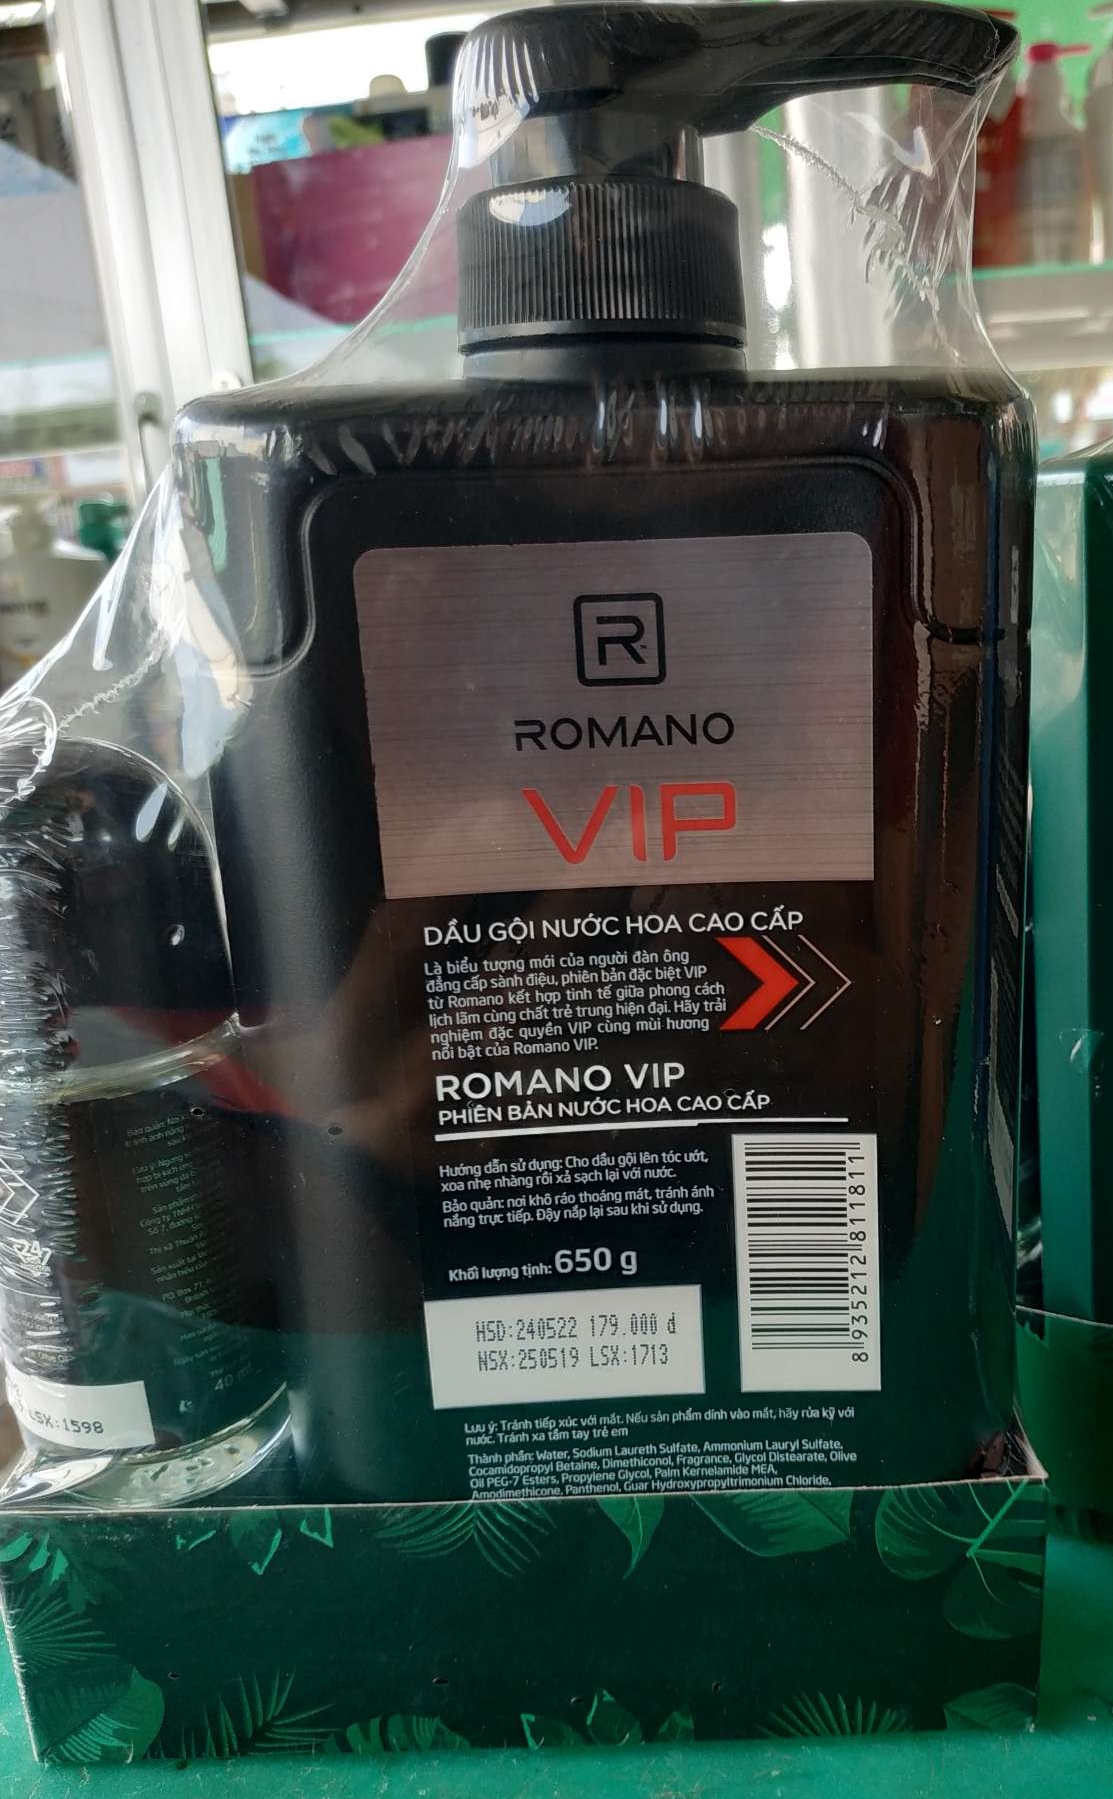 R
ROMANO
VIP
DẦU GỘI NƯỚC HOA CAO CẤP
Là biểu tượng mới của người đàn ông
đẳng cấp sành điệu, phiên bản đặc biệt VIP
từ Romano kết hợp tinh tế giữa phong cách
lịch lãm cùng chất trẻ trung hiện đại. Hãy trải
nghiệm đặc quyền VIP cùng mùi hương
nổi bật của Romano VIP.
ROMANO VIP
PHIÊN BẢN NƯỚC HOA CAO CẤP
Hướng dẫn sử dụng: Cho dầu gội lên tóc ướt,
xoa nhẹ nhàng rồi xả sạch lại với nước.
Bảo quản: nơi khô ráo thoáng mát, tránh ánh
nắng trực tiếp. Đậy nắp lại sau khi sử dụng.
Khối lượng tịnh: 650 g
8935212811811
HSD:240522 179.000 đ
NSX:250519 LSX:1713
Lưu ý: Tránh tiếp xúc với mắt. Nếu sản phẩm dính vào mắt, hãy rửa kỹ với
nước. Tránh xa tầm tay trẻ em
Thành phần: Water, Sodium Laureth Sulfate, Ammonium Lauryl Sulfate,
Cocamidopropyl Betaine, Dimethiconol, Fragrance, Glycol Distearate, Olive
Oil PEG-7 Esters, Propylene Glycol, Palm Kernelamide MEA,
Amodimethicone, Panthenol, Guar Hydroxypropyltrimonium Chloride,
24/7
40 ml
LSX:1598